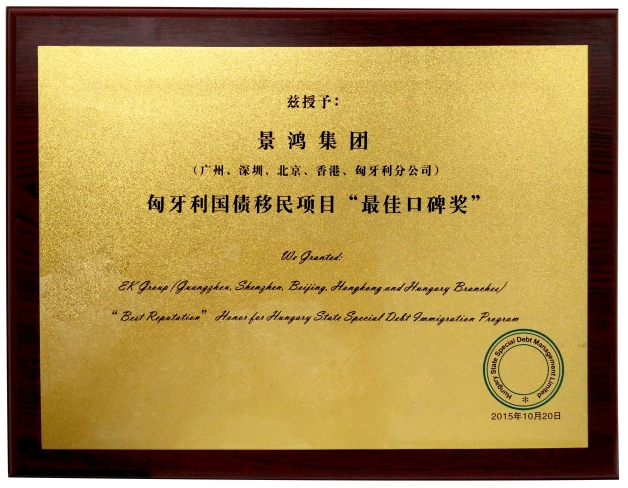 兹授予：
景鸿集团
（广州、深圳、北京、香港、匈牙利分公司）
匈牙利国债移民项目“最佳口碑奖”
We Granted:
EK Group (Guangzhou, Shenzhen, Beijing, Hongkong and Hungary Branches)
“Best Reputation” Honor for Hungary State Special Debt Immigration Program
Hungary State Special Debt Management Limited
2015年10月20日